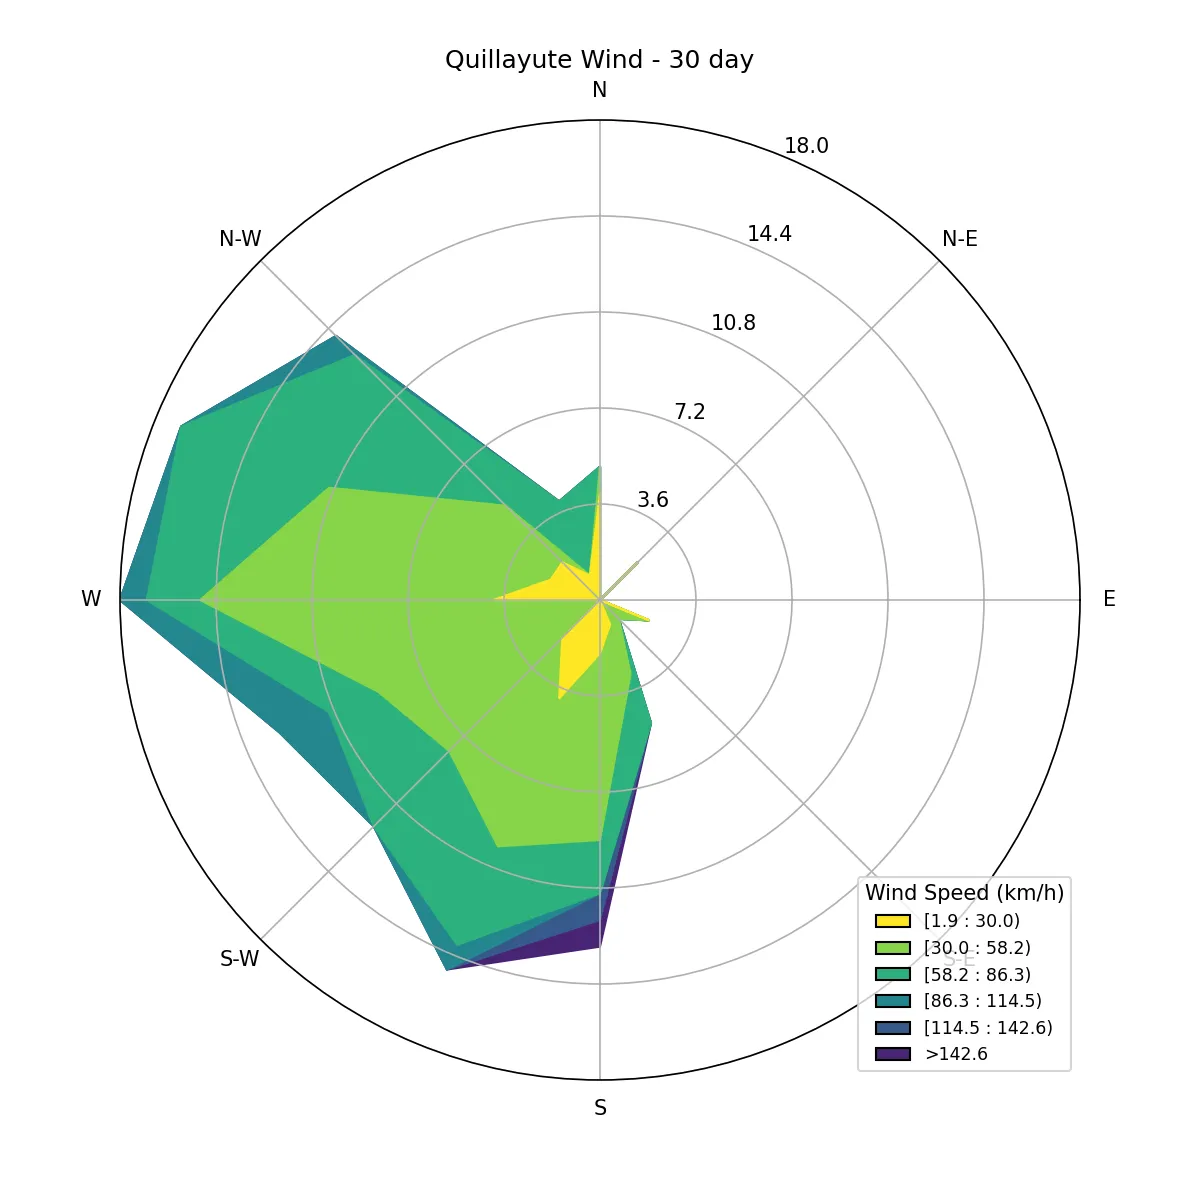 Quillayute Wind - 30 day
N
18.0
14.4
N-W
N-E
10.8
7.2
3.6
W
E
Wind Speed (km/h)
[1.9 : 30.0)
[30.0 : 58.2)
S-W
S-E
[58.2 : 86.3)
[86.3 : 114.5)
[114.5 : 142.6)
>142.6
S